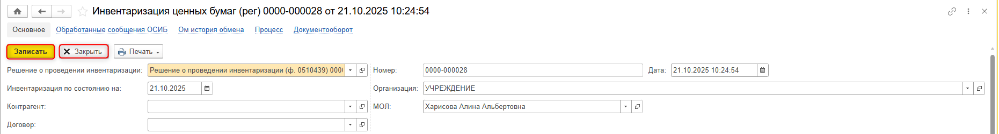 Инвентаризация ценных бумаг (рег) 0000-000028 от 21.10.2025 10:24:54
Основное Обработанные сообщения ОСИБ Ом история обмена Процесс Документооборот
Записать Закрыть Печать
Решение о проведении инвентаризации: Решение о проведении инвентаризации (ф. 0510439) 000 Номер: 0000-000028 Дата: 21.10.2025 10:24:54
Инвентаризация по состоянию на: 21.10.2025 Организация: УЧРЕЖДЕНИЕ
Контрагент: МОЛ: Харисова Алина Альбертовна
Договор: